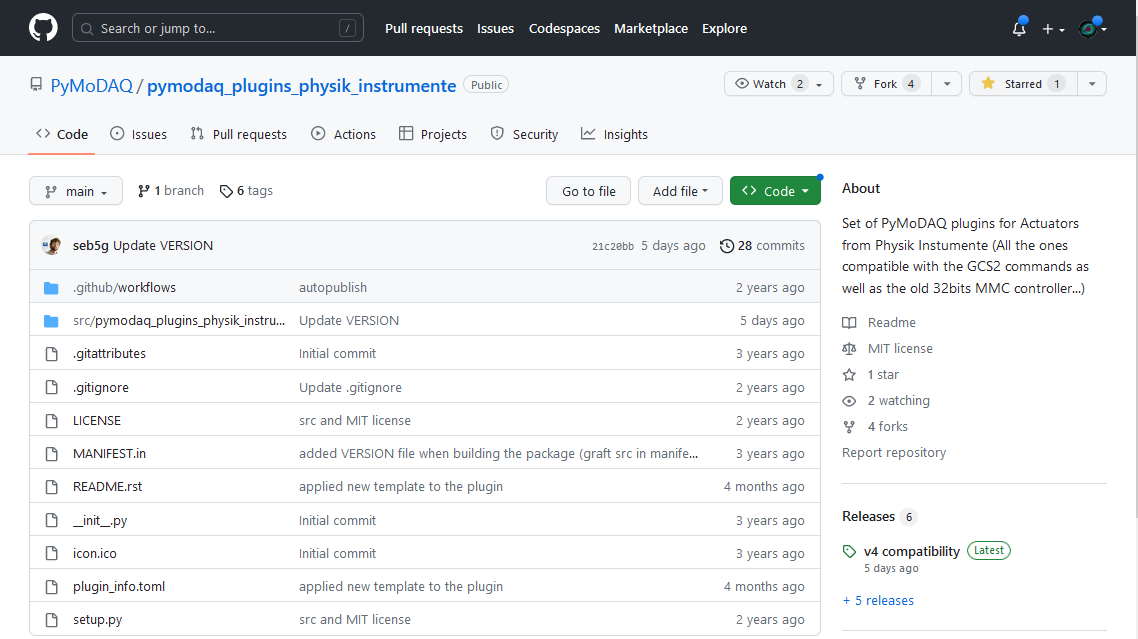 Search or jump to... /
Pull requests Issues Codespaces Marketplace Explore
PyMoDAQ / pymodaq_plugins_physik_instrumente Public
Watch 2 Fork 4 Starred 1
Code Issues Pull requests Actions Projects Security Insights
main 1 branch 6 tags Go to file Add file Code
seb5g Update VERSION 21c20bb 5 days ago 28 commits
.github/workflows autopublish 2 years ago
src/pymodaq_plugins_physik_instru... Update VERSION 5 days ago
.gitattributes Initial commit 3 years ago
.gitignore Update .gitignore 2 years ago
LICENSE src and MIT license 2 years ago
MANIFEST.in added VERSION file when building the package (graft src in manife... 3 years ago
README.rst applied new template to the plugin 4 months ago
__init__.py Initial commit 3 years ago
icon.ico Initial commit 3 years ago
plugin_info.toml applied new template to the plugin 4 months ago
setup.py src and MIT license 2 years ago
About
Set of PyMoDAQ plugins for Actuators
from Physik Instumente (All the ones
compatible with the GCS2 commands as
well as the old 32bits MMC controller...)
Readme
MIT license
1 star
2 watching
4 forks
Report repository
Releases 6
v4 compatibility Latest
5 days ago
+ 5 releases